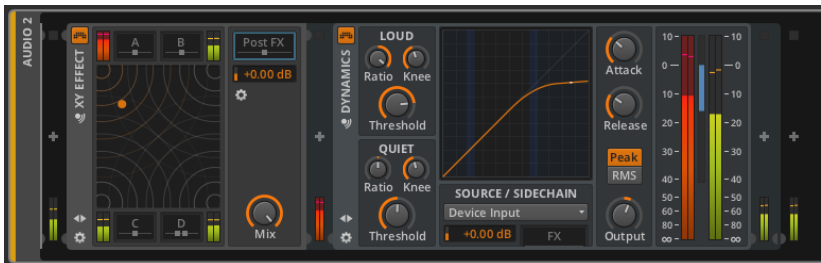 AUDIO 2
XY EFFECT
A
B
C
D
Post FX
+0.00 dB
Mix
DYNAMICS
LOUD
Ratio
Knee
Threshold
QUIET
Ratio
Knee
Threshold
SOURCE / SIDECHAIN
Device Input
+0.00 dB
FX
Attack
Release
Peak
RMS
Output
10- -10
0- -0
10- -10
20- -20
30- -30
40- -40
50- -50
60- -60
80- -80
∞- -∞